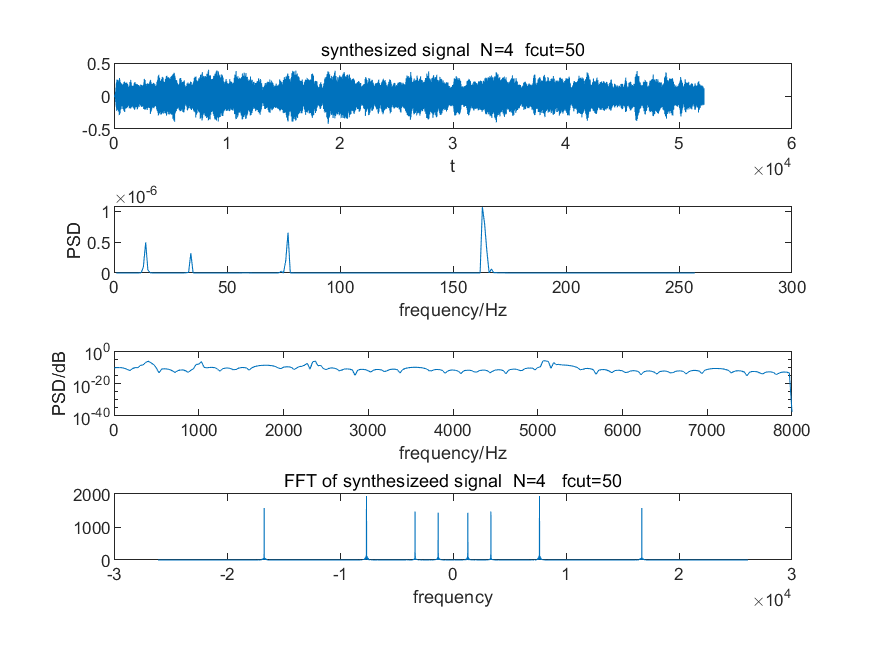 synthesized signal N=4 fcut=50
0.5
0
-0.5
0 1 2 3 4 5 6
×10^4
t
×10^-6
1
0.5
0
PSD
0 50 100 150 200 250 300
frequency/Hz
10^0
10^-20
10^-40
PSD/dB
0 1000 2000 3000 4000 5000 6000 7000 8000
frequency/Hz
FFT of synthesizeed signal N=4 fcut=50
2000
1000
0
-3 -2 -1 0 1 2 3
×10^4
frequency